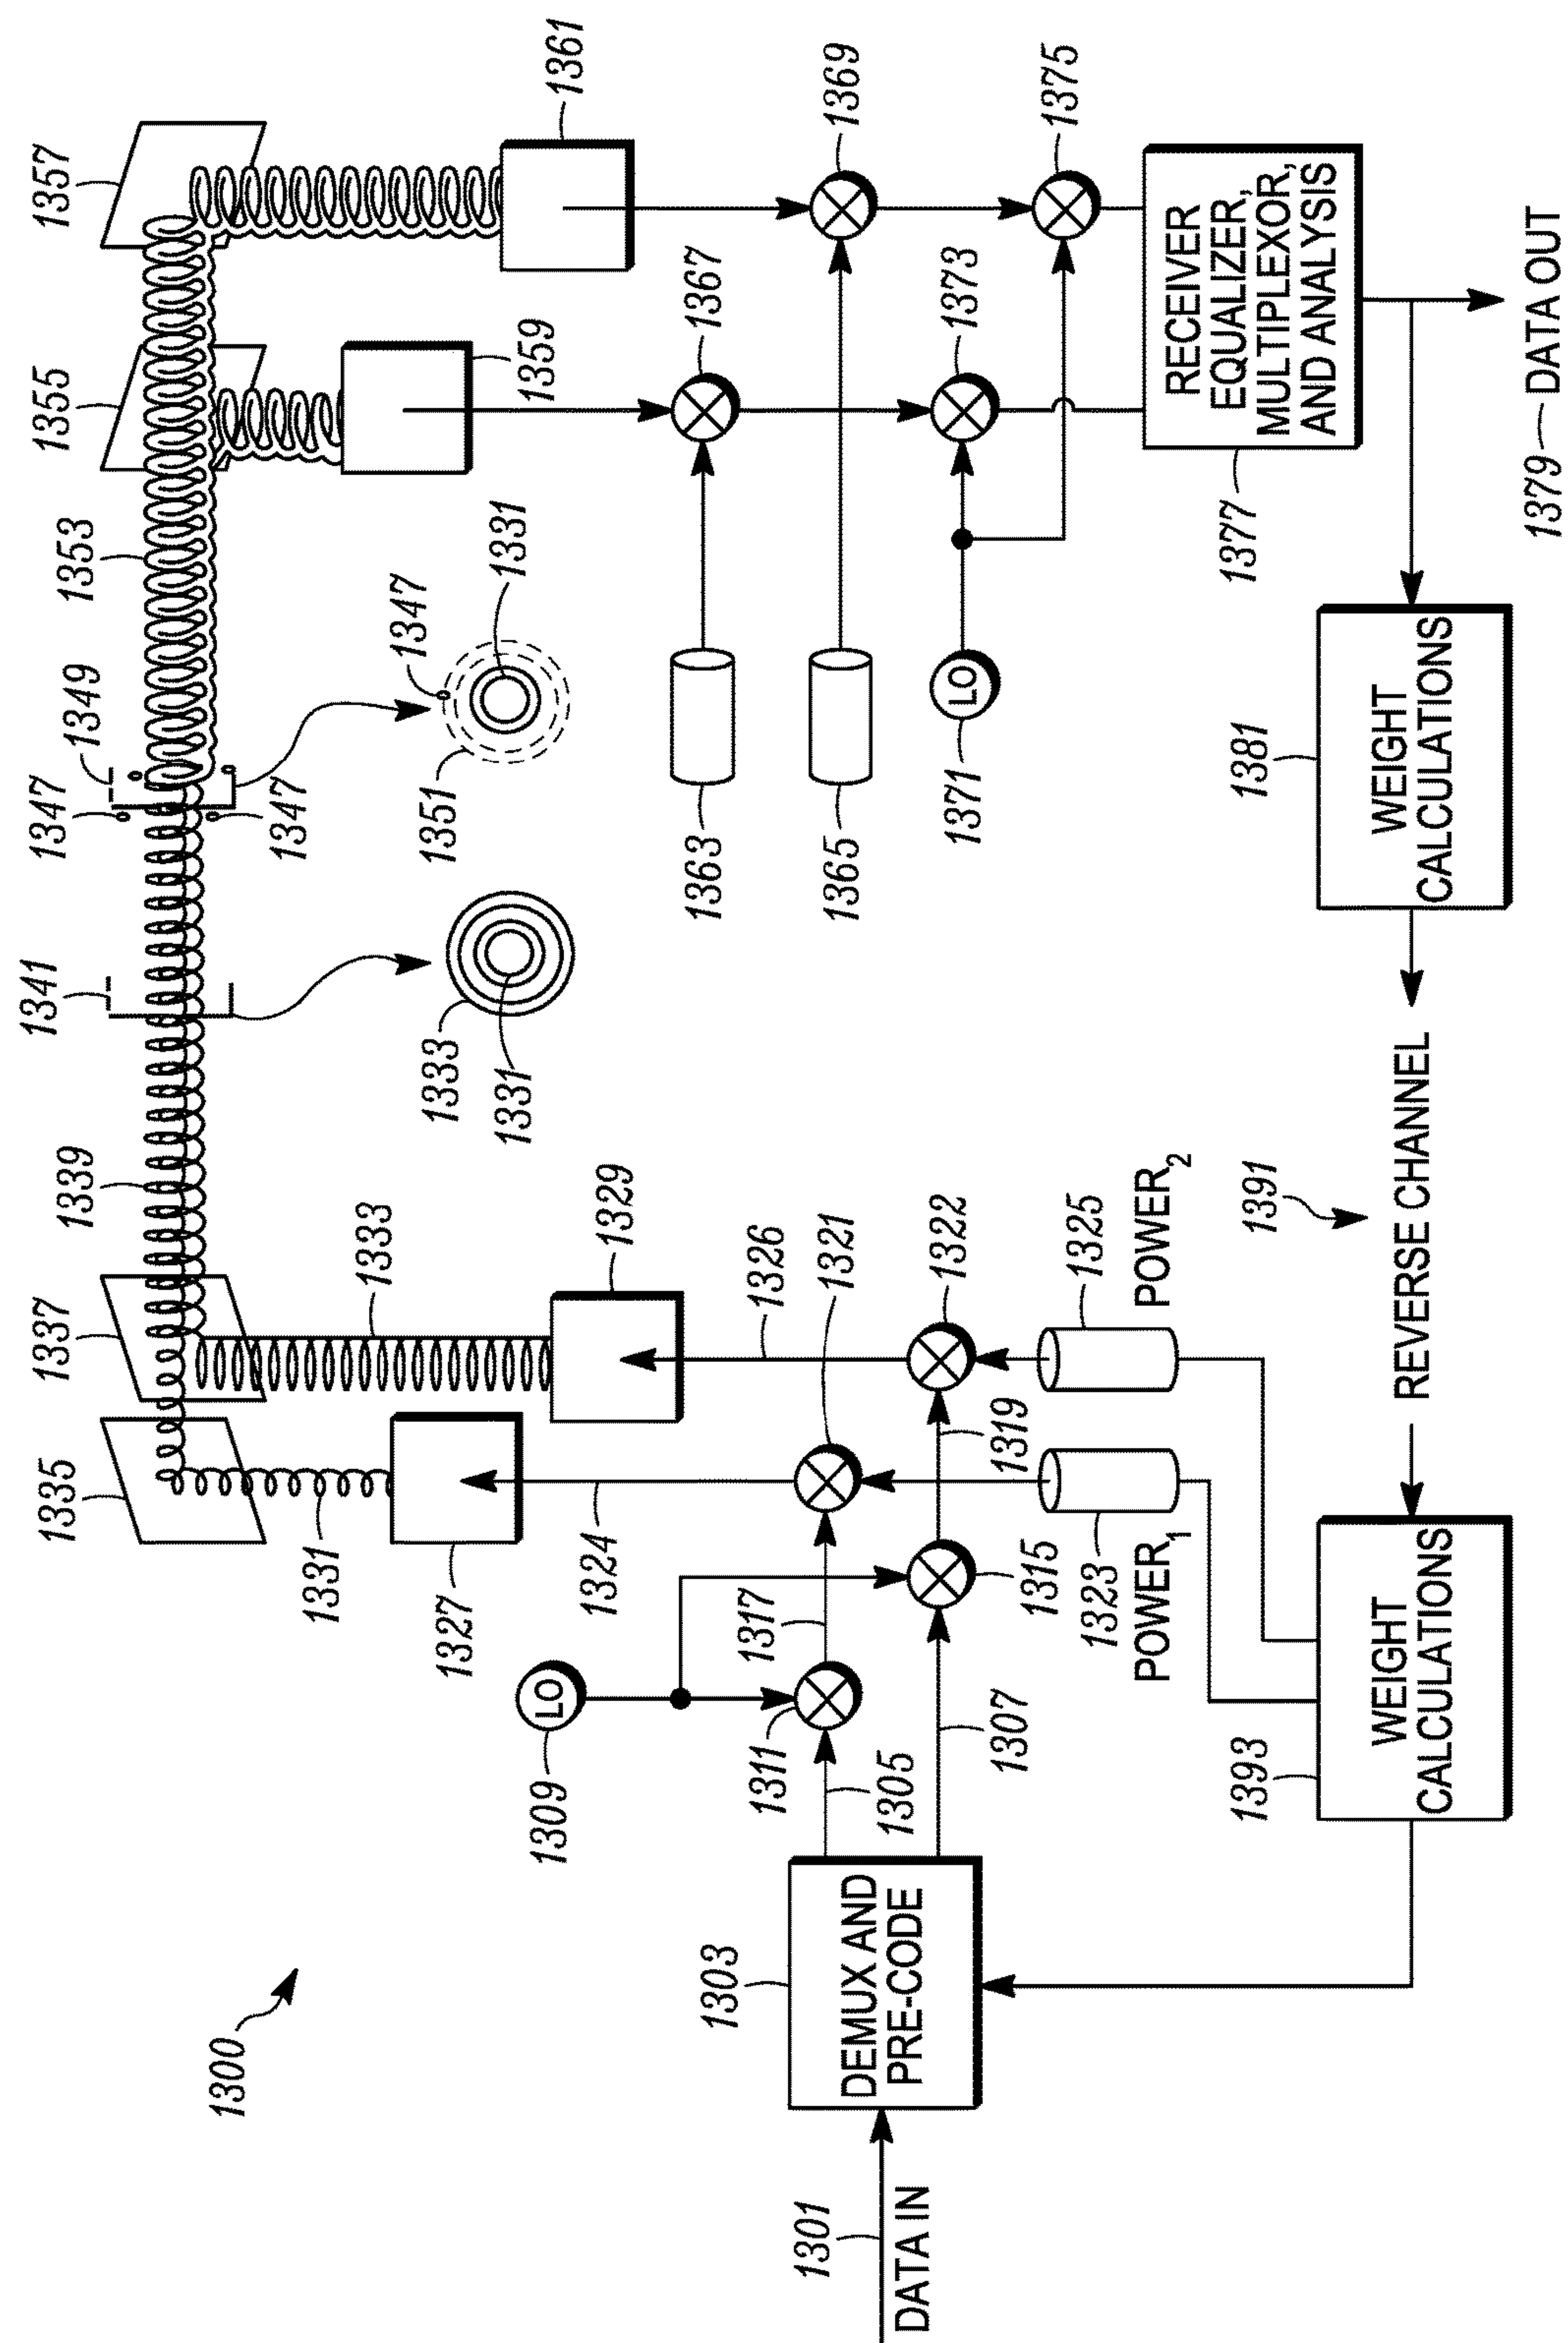 1300
1301
DATA IN
1303
DEMUX AND
PRE-CODE
1305
1307
1309
LO
1311
1315
1317
1319
1321
1322
1323
POWER1
1325
POWER2
1324
1326
1327
1329
1331
1333
1335
1337
1339
1341
1333
1331
1347
1349
1347
1351
1347
1331
1353
1355
1357
1359
1361
1363
1365
1367
1369
1371
LO
1373
1375
RECEIVER
EQUALIZER,
MULTIPLEXOR,
AND ANALYSIS
1377
1379 DATA OUT
1381
WEIGHT
CALCULATIONS
1391
REVERSE CHANNEL
1393
WEIGHT
CALCULATIONS